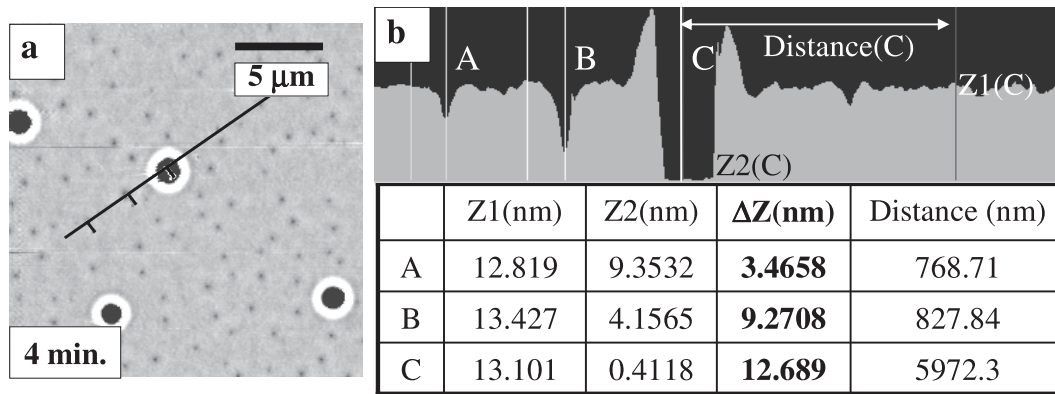 a
5 μm
4 min.
b
A
B
C
Distance(C)
Z1(C)
Z2(C)
Z1(nm) Z2(nm) ΔZ(nm) Distance (nm)
A 12.819 9.3532 3.4658 768.71
B 13.427 4.1565 9.2708 827.84
C 13.101 0.4118 12.689 5972.3